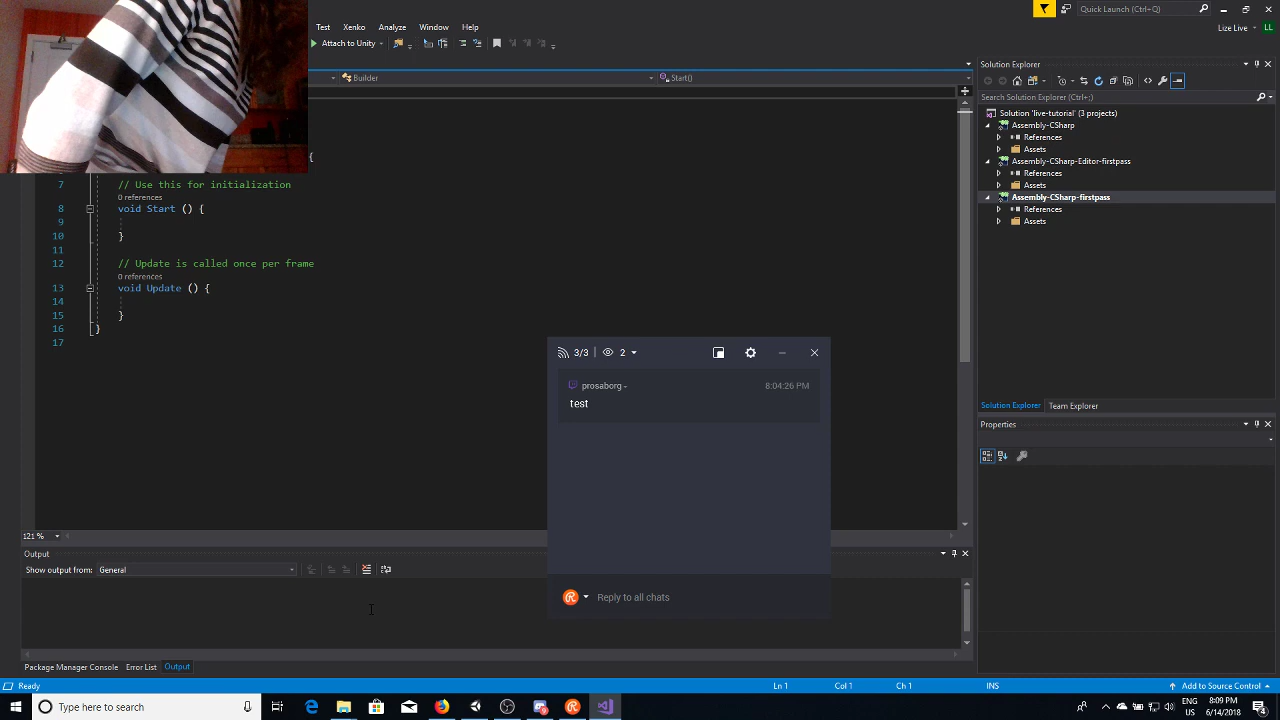 Test Xenko Analyze Window Help
Quick Launch (Ctrl+Q)
Attach to Unity
Lize Live LL
Builder
Start()
{
7 // Use this for initialization
0 references
8 void Start () {
9
10 }
11
12 // Update is called once per frame
0 references
13 void Update () {
14
15 }
16 }
17
121 %
Output
Show output from: General
Package Manager Console Error List Output
3/3 2
prosaborg - 8:04:26 PM
test
Reply to all chats
Solution Explorer
Search Solution Explorer (Ctrl+;)
Solution 'live-tutorial' (3 projects)
Assembly-CSharp
References
Assets
Assembly-CSharp-Editor-firstpass
References
Assets
Assembly-CSharp-firstpass
References
Assets
Solution Explorer Team Explorer
Properties
Ready Ln 1 Col 1 Ch 1 INS Add to Source Control
Type here to search
8:09 PM
US 6/14/2018